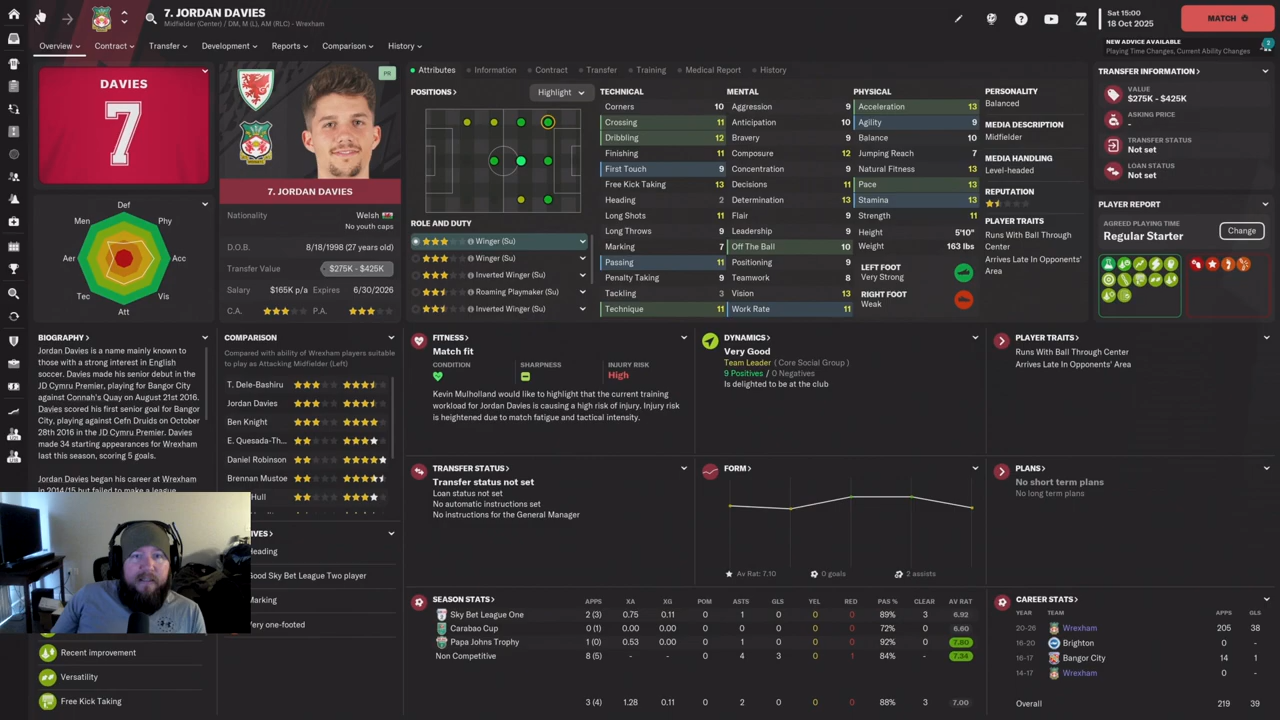 7. JORDAN DAVIES
Midfielder (Center) / DM, M (L), AM (RLC) - Wrexham
Sat 15:00
18 Oct 2025
MATCH
Overview
Contract
Transfer
Development
Reports
Comparison
History
NEW ADVICE AVAILABLE
Playing Time Changes, Current Ability Changes
2
DAVIES
7
PR
7. JORDAN DAVIES
Nationality Welsh
No youth caps
D.O.B. 8/18/1998 (27 years old)
Transfer Value $275K - $425K
Salary $165K p/a Expires 6/30/2026
C.A. P.A.
Def
Phy
Acc
Vis
Att
Tec
Aer
Men
Attributes
Information
Contract
Transfer
Training
Medical Report
History
POSITIONS
Highlight
ROLE AND DUTY
Winger (Su)
Winger (Su)
Inverted Winger (Su)
Roaming Playmaker (Su)
Inverted Winger (Su)
TECHNICAL
Corners 10
Crossing 11
Dribbling 12
Finishing 11
First Touch 9
Free Kick Taking 13
Heading 2
Long Shots 11
Long Throws 9
Marking 7
Passing 11
Penalty Taking 9
Tackling 3
Technique 11
MENTAL
Aggression 9
Anticipation 10
Bravery 9
Composure 12
Concentration 9
Decisions 11
Determination 13
Flair 9
Leadership 9
Off The Ball 10
Positioning 9
Teamwork 8
Vision 13
Work Rate 11
PHYSICAL
Acceleration 13
Agility 9
Balance 10
Jumping Reach 7
Natural Fitness 13
Pace 13
Stamina 13
Strength 11
Height 5'10"
Weight 163 lbs
LEFT FOOT
Very Strong
RIGHT FOOT
Weak
PERSONALITY
Balanced
MEDIA DESCRIPTION
Midfielder
MEDIA HANDLING
Level-headed
REPUTATION
PLAYER TRAITS
Runs With Ball Through
Center
Arrives Late In Opponents'
Area
TRANSFER INFORMATION
VALUE
$275K - $425K
ASKING PRICE
-
TRANSFER STATUS
Not set
LOAN STATUS
Not set
PLAYER REPORT
AGREED PLAYING TIME
Regular Starter
Change
BIOGRAPHY
Jordan Davies is a name mainly known to
those with a strong interest in English
soccer. Davies made his senior debut in the
JD Cymru Premier, playing for Bangor City
against Connah's Quay on August 21st 2016.
Davies scored his first senior goal for Bangor
City, playing against Cefn Druids on October
28th 2016 in the JD Cymru Premier. Davies
made 34 starting appearances for Wrexham
last this season, scoring 5 goals.
Jordan Davies began his career at Wrexham
in 2014/15 but failed to make a league
COMPARISON
Compared with ability of Wrexham players suitable
to play as Attacking Midfielder (Left)
T. Dele-Bashiru
Jordan Davies
Ben Knight
E. Quesada-Th...
Daniel Robinson
Brennan Mustoe
Hull
Heading
Good Sky Bet League Two player
Marking
Very one-footed
Recent improvement
Versatility
Free Kick Taking
FITNESS
Match fit
CONDITION
SHARPNESS
INJURY RISK
High
Kevin Mulholland would like to highlight that the current training
workload for Jordan Davies is causing a high risk of injury. Injury risk
is heightened due to match fatigue and tactical intensity.
DYNAMICS
Very Good
Team Leader ( Core Social Group )
9 Positives / 0 Negatives
Is delighted to be at the club
PLAYER TRAITS
Runs With Ball Through Center
Arrives Late In Opponents' Area
TRANSFER STATUS
Transfer status not set
Loan status not set
No automatic instructions set
No instructions for the General Manager
FORM
Av Rat: 7.10
0 goals
2 assists
PLANS
No short term plans
No long term plans
SEASON STATS APPS XA XG POM ASTS GLS YEL RED PAS % CLEAR AV RAT
Sky Bet League One 2 (3) 0.75 0.11 0 1 0 0 0 89% 3 6.92
Carabao Cup 0 (1) 0.00 0.00 0 0 0 0 0 72% 0 6.60
Papa Johns Trophy 1 (0) 0.53 0.00 0 1 0 0 0 92% 0 7.80
Non Competitive 8 (5) - - 0 4 3 0 1 84% - 7.34
3 (4) 1.28 0.11 0 2 0 0 0 88% 3 7.00
CAREER STATS
YEAR TEAM APPS GLS
20-26 Wrexham 205 38
16-20 Brighton 0 -
16-17 Bangor City 14 1
14-17 Wrexham 0 -
Overall 219 39